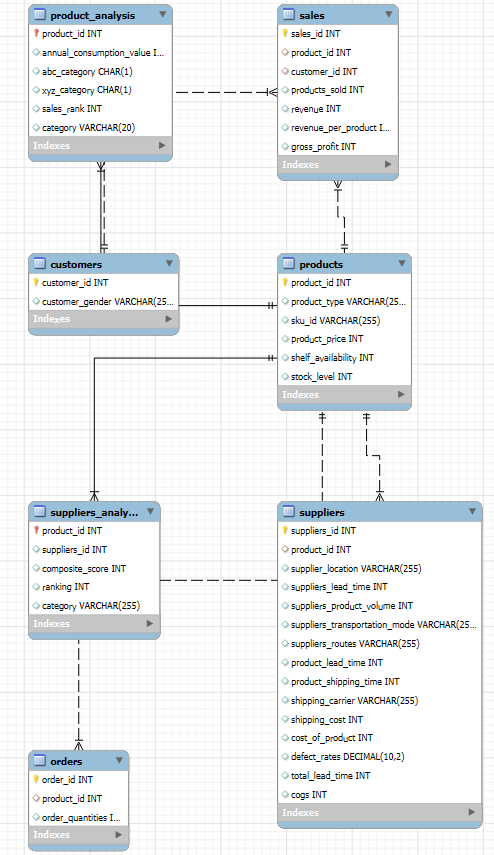 product_analysis
product_id INT
annual_consumption_value I...
abc_category CHAR(1)
xyz_category CHAR(1)
sales_rank INT
category VARCHAR(20)
Indexes
sales
sales_id INT
product_id INT
customer_id INT
products_sold INT
revenue INT
revenue_per_product I...
gross_profit INT
Indexes
customers
customer_id INT
customer_gender VARCHAR(25...
Indexes
products
product_id INT
product_type VARCHAR(25...
sku_id VARCHAR(255)
product_price INT
shelf_availability INT
stock_level INT
Indexes
suppliers_analy...
product_id INT
suppliers_id INT
composite_score INT
ranking INT
category VARCHAR(255)
Indexes
suppliers
suppliers_id INT
product_id INT
supplier_location VARCHAR(255)
suppliers_lead_time INT
suppliers_product_volume INT
suppliers_transportation_mode VARCHAR(25...
suppliers_routes VARCHAR(255)
product_lead_time INT
product_shipping_time INT
shipping_carrier VARCHAR(255)
shipping_cost INT
cost_of_product INT
defect_rates DECIMAL(10,2)
total_lead_time INT
cogs INT
Indexes
orders
order_id INT
product_id INT
order_quantities I...
Indexes